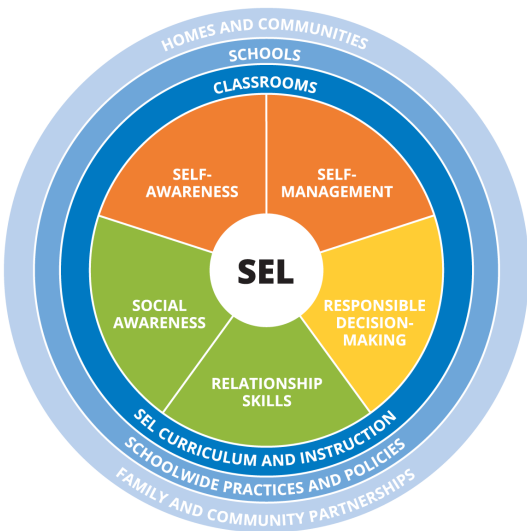 HOMES AND COMMUNITIES
SCHOOLS
CLASSROOMS
SELF-
AWARENESS
SELF-
MANAGEMENT
SEL
SOCIAL
AWARENESS
RESPONSIBLE
DECISION-
MAKING
RELATIONSHIP
SKILLS
SEL CURRICULUM AND INSTRUCTION
SCHOOLWIDE PRACTICES AND POLICIES
FAMILY AND COMMUNITY PARTNERSHIPS